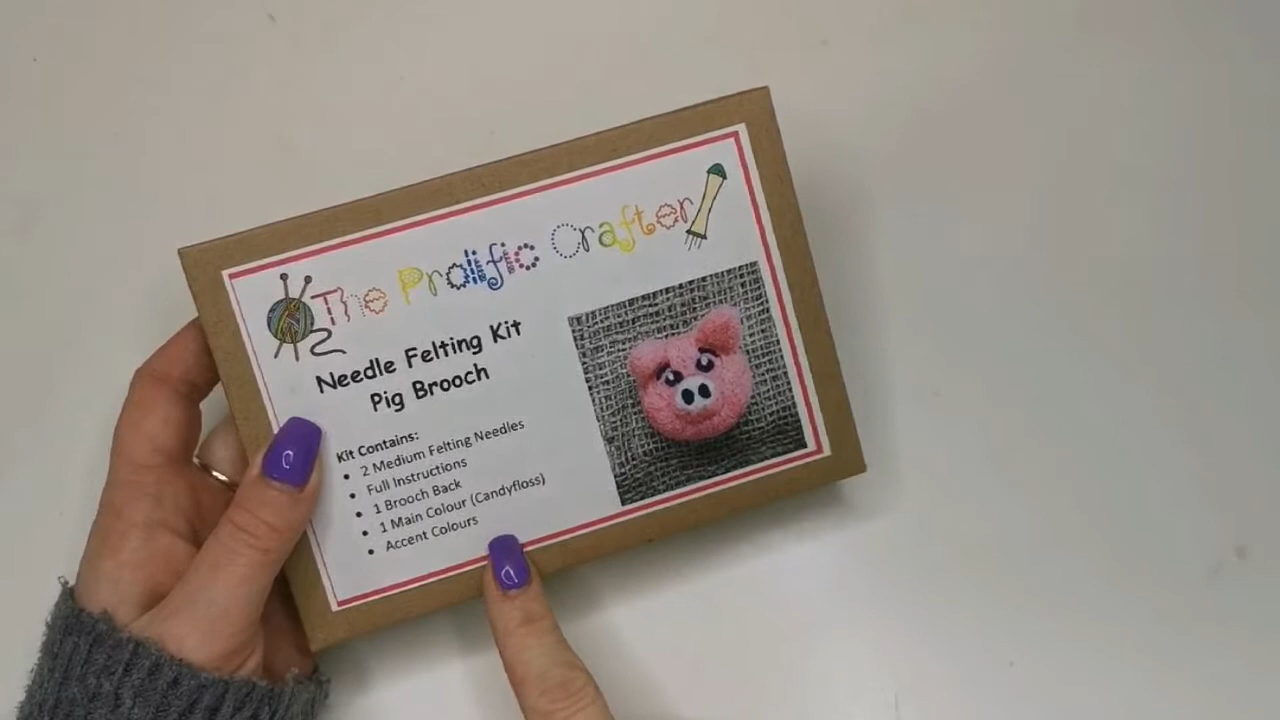 The Prolific Crafter
Needle Felting Kit
Pig Brooch
Kit Contains:
• 2 Medium Felting Needles
• Full Instructions
• 1 Brooch Back
• 1 Main Colour (Candyfloss)
• Accent Colours